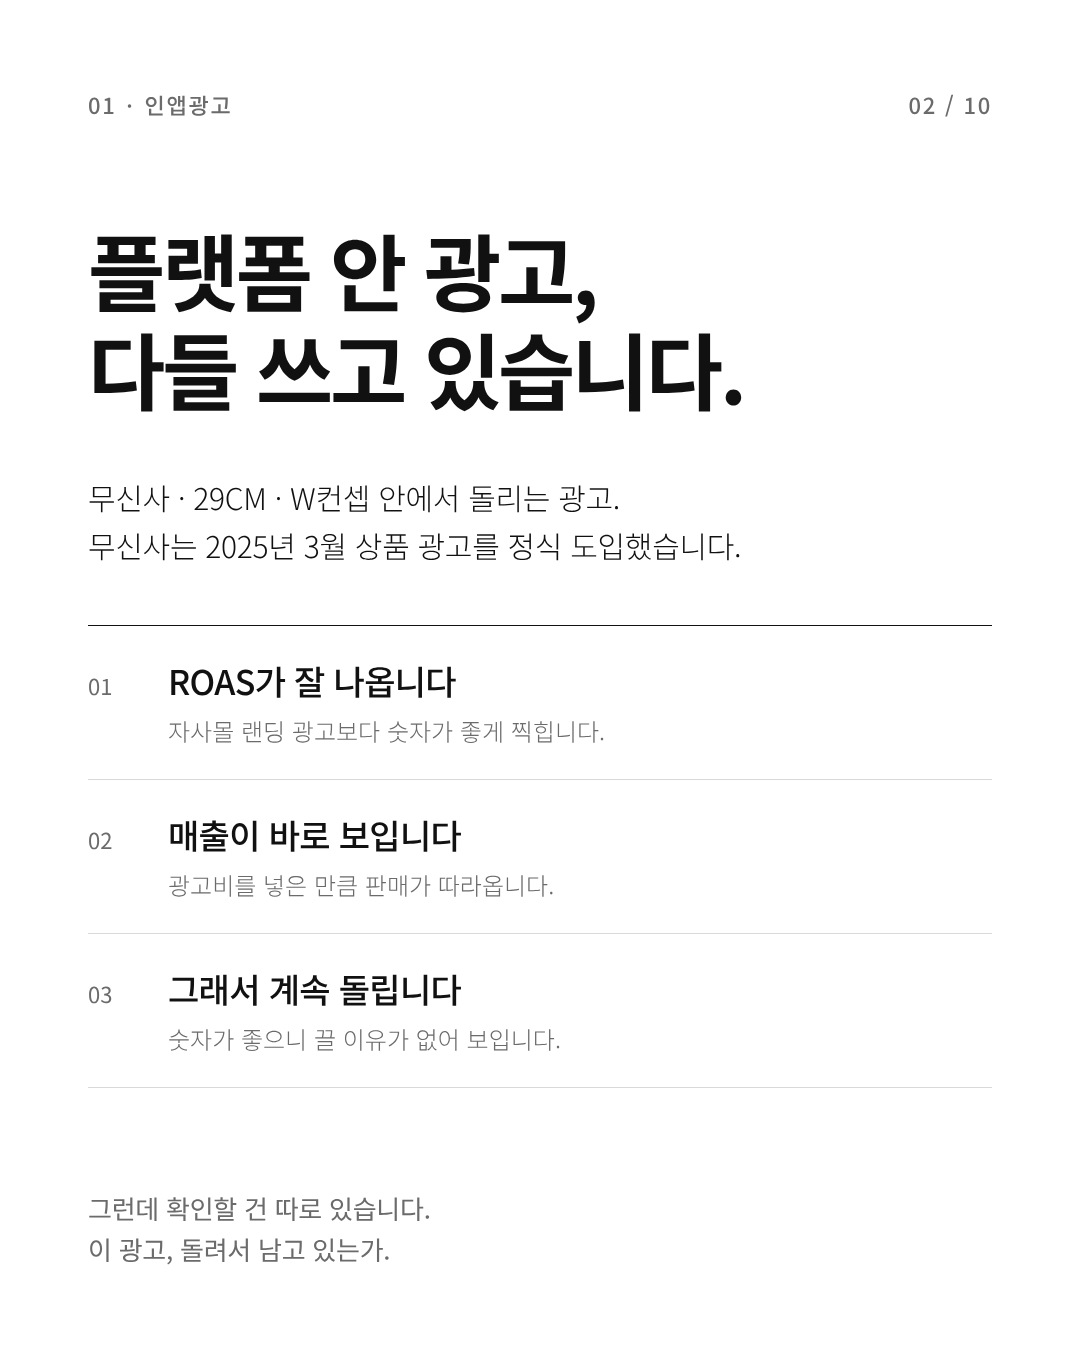 01 · 인앱광고
02 / 10
플랫폼 안 광고,
다들 쓰고 있습니다.
무신사 · 29CM · W컨셉 안에서 돌리는 광고.
무신사는 2025년 3월 상품 광고를 정식 도입했습니다.
01 ROAS가 잘 나옵니다
자사몰 랜딩 광고보다 숫자가 좋게 찍힙니다.
02 매출이 바로 보입니다
광고비를 넣은 만큼 판매가 따라옵니다.
03 그래서 계속 돌립니다
숫자가 좋으니 끌 이유가 없어 보입니다.
그런데 확인할 건 따로 있습니다.
이 광고, 돌려서 남고 있는가.